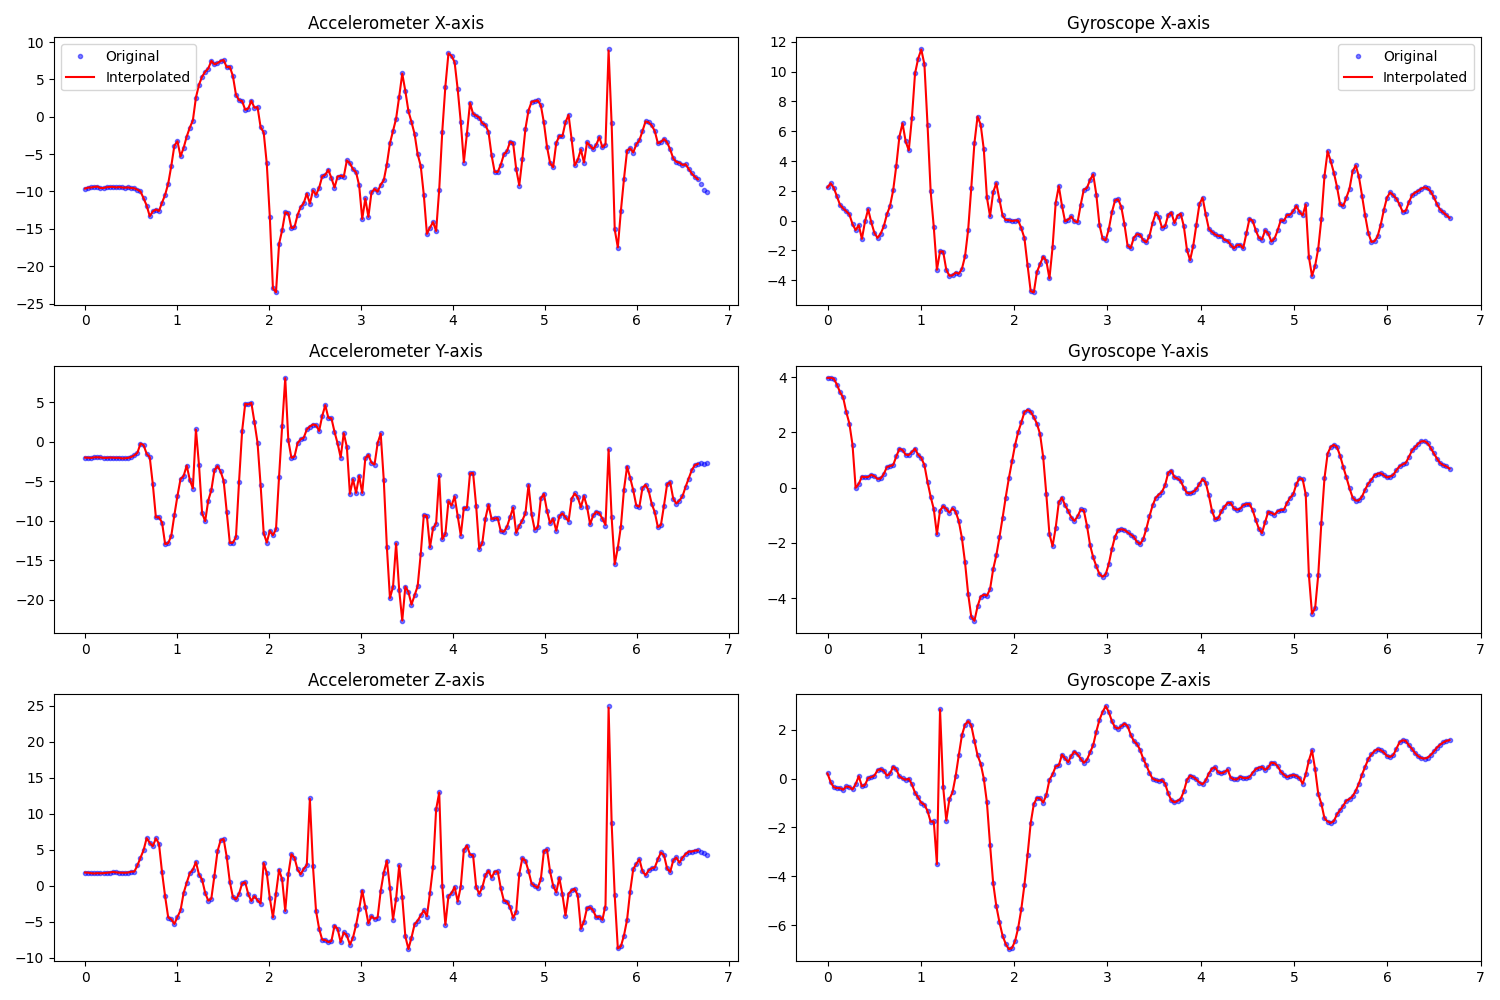 Accelerometer X-axis
10
5
0
−5
−10
−15
−20
−25
Original
Interpolated
0 1 2 3 4 5 6 7
Gyroscope X-axis
12
10
8
6
4
2
0
−2
−4
Original
Interpolated
0 1 2 3 4 5 6 7
Accelerometer Y-axis
5
0
−5
−10
−15
−20
0 1 2 3 4 5 6 7
Gyroscope Y-axis
4
2
0
−2
−4
0 1 2 3 4 5 6 7
Accelerometer Z-axis
25
20
15
10
5
0
−5
−10
0 1 2 3 4 5 6 7
Gyroscope Z-axis
2
0
−2
−4
−6
0 1 2 3 4 5 6 7